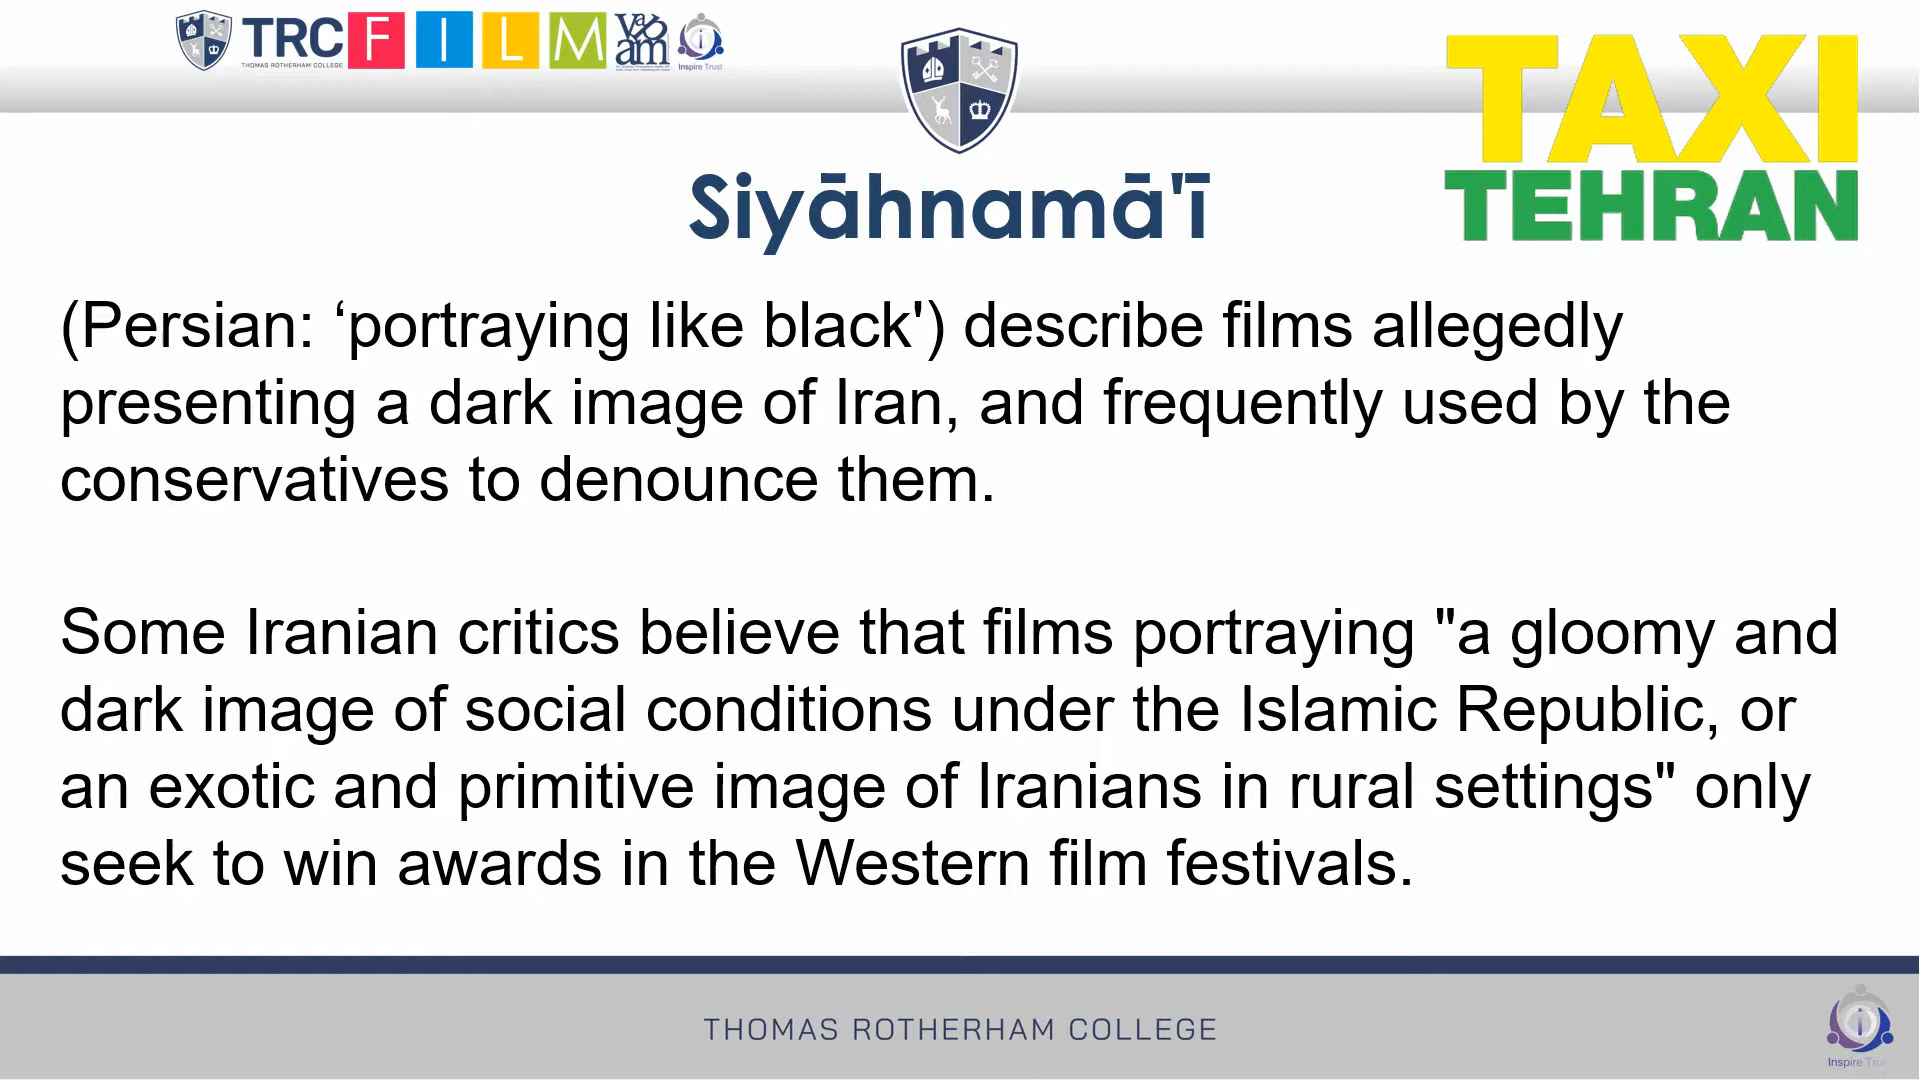 TRC FILM
THOMAS ROTHERHAM COLLEGE
Inspire Trust
TAXI
TEHRAN
Siyāhnamā'ī
(Persian: ‘portraying like black') describe films allegedly
presenting a dark image of Iran, and frequently used by the
conservatives to denounce them.
Some Iranian critics believe that films portraying "a gloomy and
dark image of social conditions under the Islamic Republic, or
an exotic and primitive image of Iranians in rural settings" only
seek to win awards in the Western film festivals.
THOMAS ROTHERHAM COLLEGE
Inspire Trust